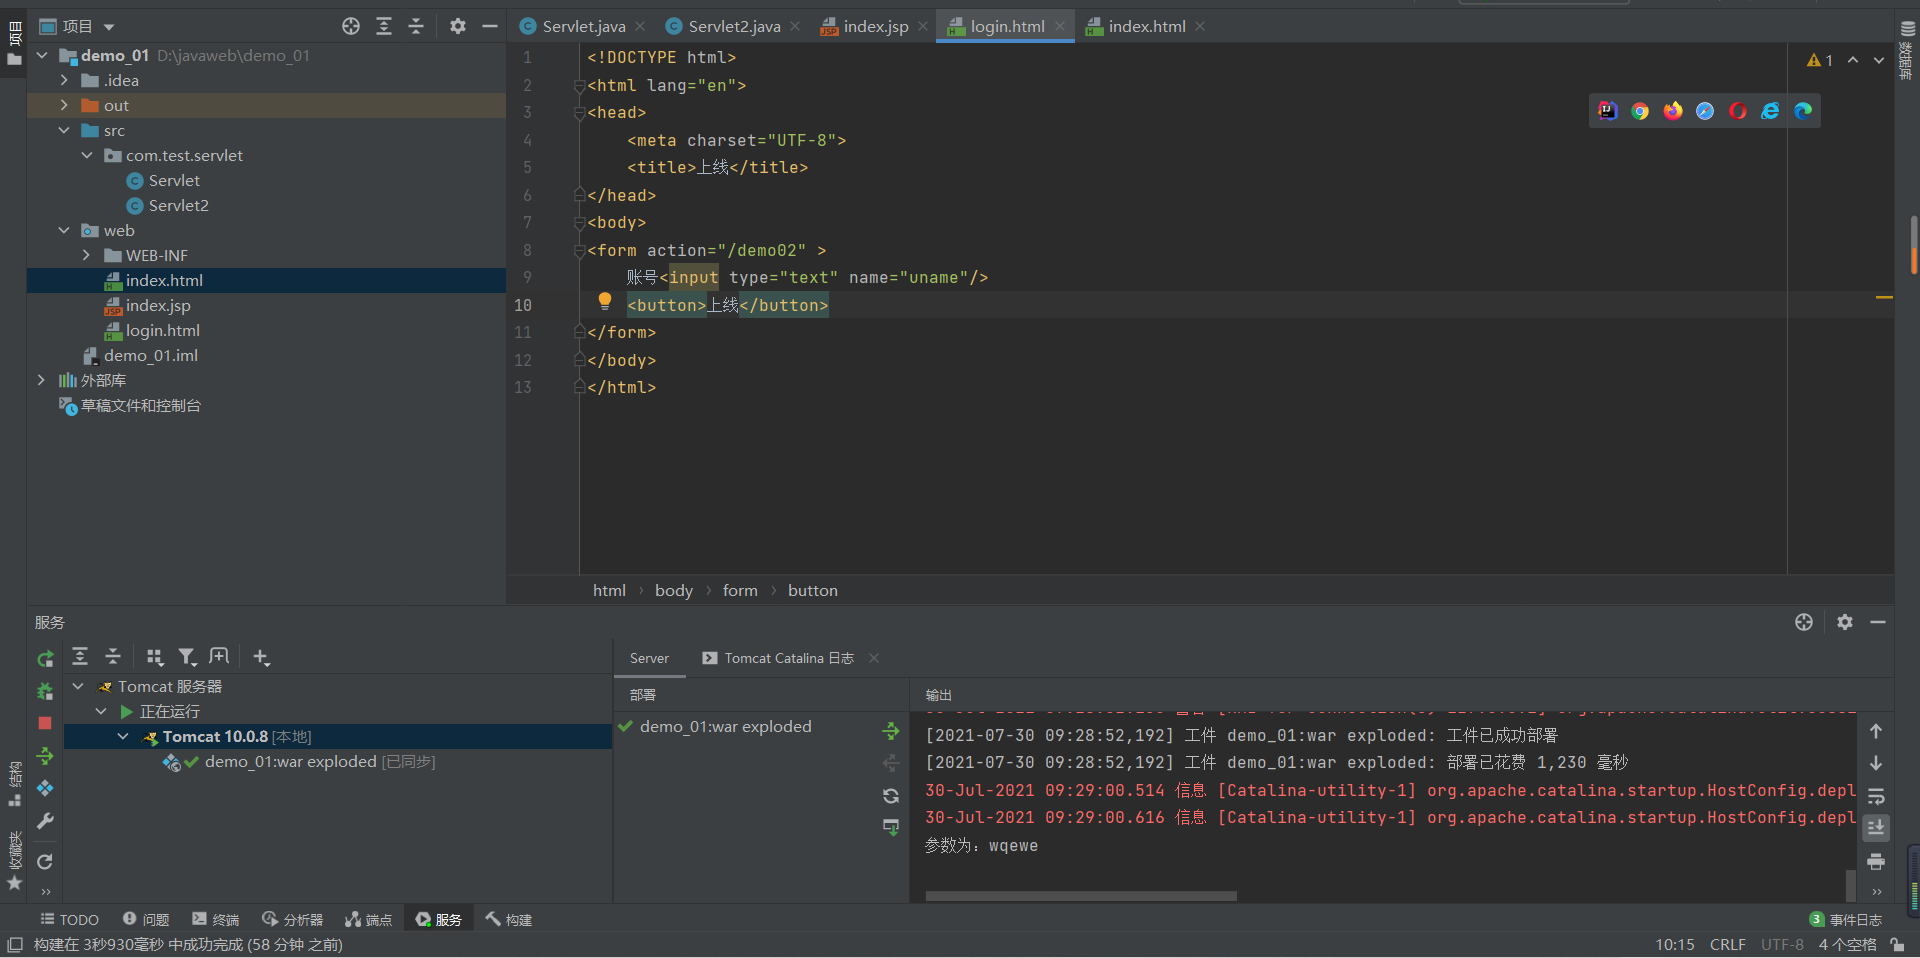 项目
Servlet.java
Servlet2.java
index.jsp
login.html
index.html
项目
数据库
结构
收藏夹
demo_01 D:\javaweb\demo_01
.idea
out
src
com.test.servlet
Servlet
Servlet2
web
WEB-INF
index.html
index.jsp
login.html
demo_01.iml
外部库
草稿文件和控制台
1 <!DOCTYPE html>
2 <html lang="en">
3 <head>
4 <meta charset="UTF-8">
5 <title>上线</title>
6 </head>
7 <body>
8 <form action="/demo02" >
9 账号<input type="text" name="uname"/>
10 <button>上线</button>
11 </form>
12 </body>
13 </html>
1
html › body › form › button
服务
Tomcat 服务器
正在运行
Tomcat 10.0.8 [本地]
demo_01:war exploded [已同步]
Server
Tomcat Catalina 日志
部署
demo_01:war exploded
输出
[2021-07-30 09:28:52,192] 工件 demo_01:war exploded: 工件已成功部署
[2021-07-30 09:28:52,192] 工件 demo_01:war exploded: 部署已花费 1,230 毫秒
30-Jul-2021 09:29:00.514 信息 [Catalina-utility-1] org.apache.catalina.startup.HostConfig.depl
30-Jul-2021 09:29:00.616 信息 [Catalina-utility-1] org.apache.catalina.startup.HostConfig.depl
参数为: wqewe
TODO
问题
终端
分析器
端点
服务
构建
3 事件日志
构建在 3秒930毫秒 中成功完成 (58 分钟 之前)
10:15 CRLF UTF-8 4 个空格